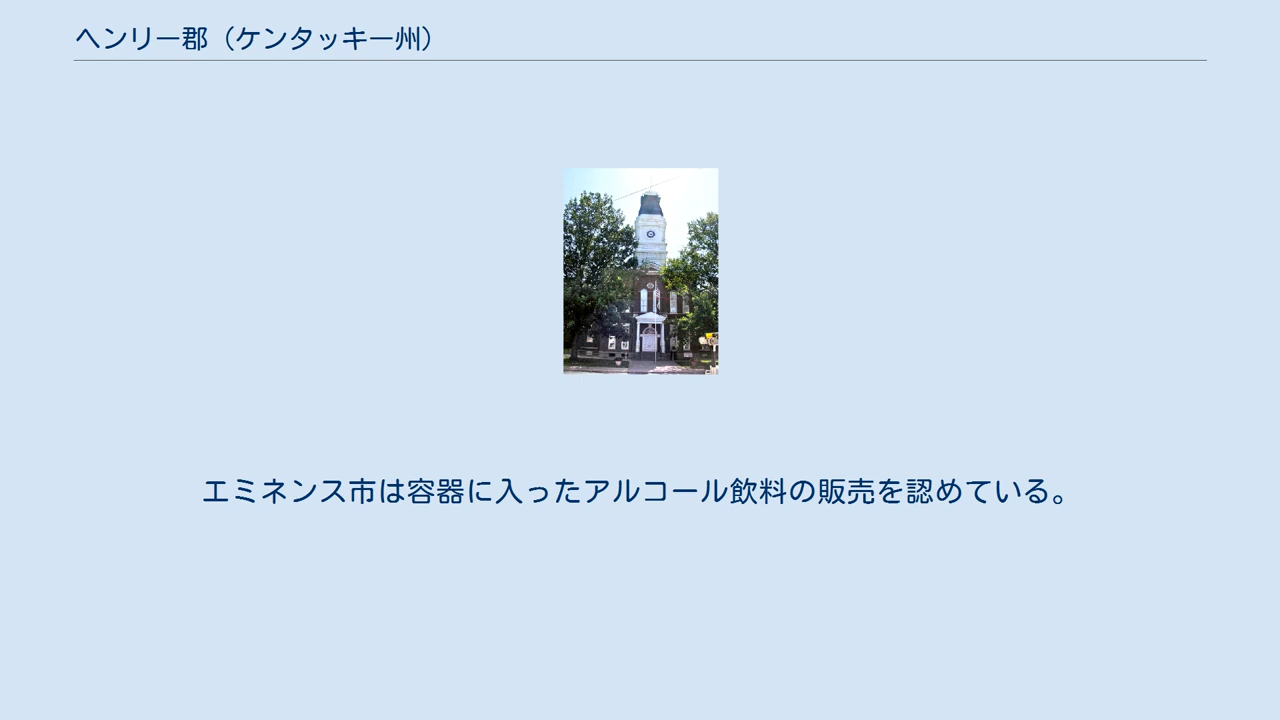 ヘンリー郡（ケンタッキー州）
エミネンス市は容器に入ったアルコール飲料の販売を認めている。